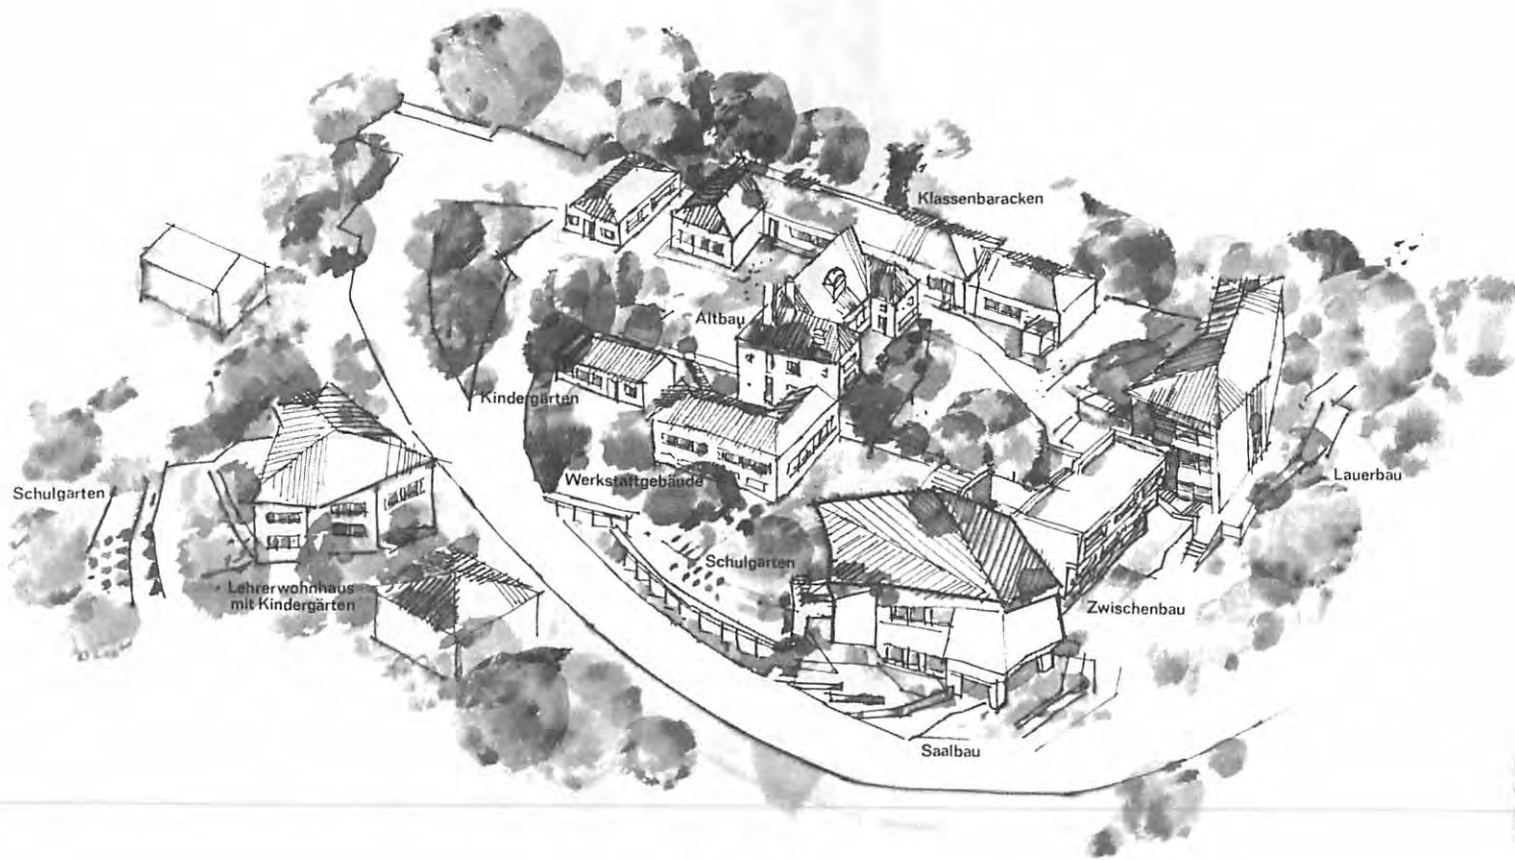 Klassenbaracken
Altbau
Kindergärten
Werkstattgebäude
Lauerbau
Schulgarten
Schulgarten
Lehrerwohnhaus
mit Kindergärten
Zwischenbau
Saalbau